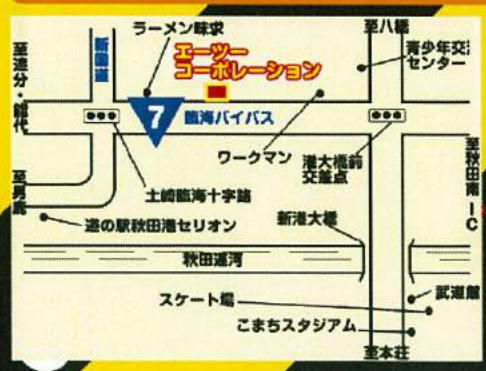 ラーメン味求
至八橋
新国道
エーツー
コーポレーション
青少年交
センター
至追分・能代
7
臨海バイパス
ワークマン
港大橋前
交差点
至秋田南IC
至男鹿
土崎臨海十字路
道の駅秋田港セリオン
新港大橋
秋田運河
スケート場
武道館
こまちスタジアム
至本荘